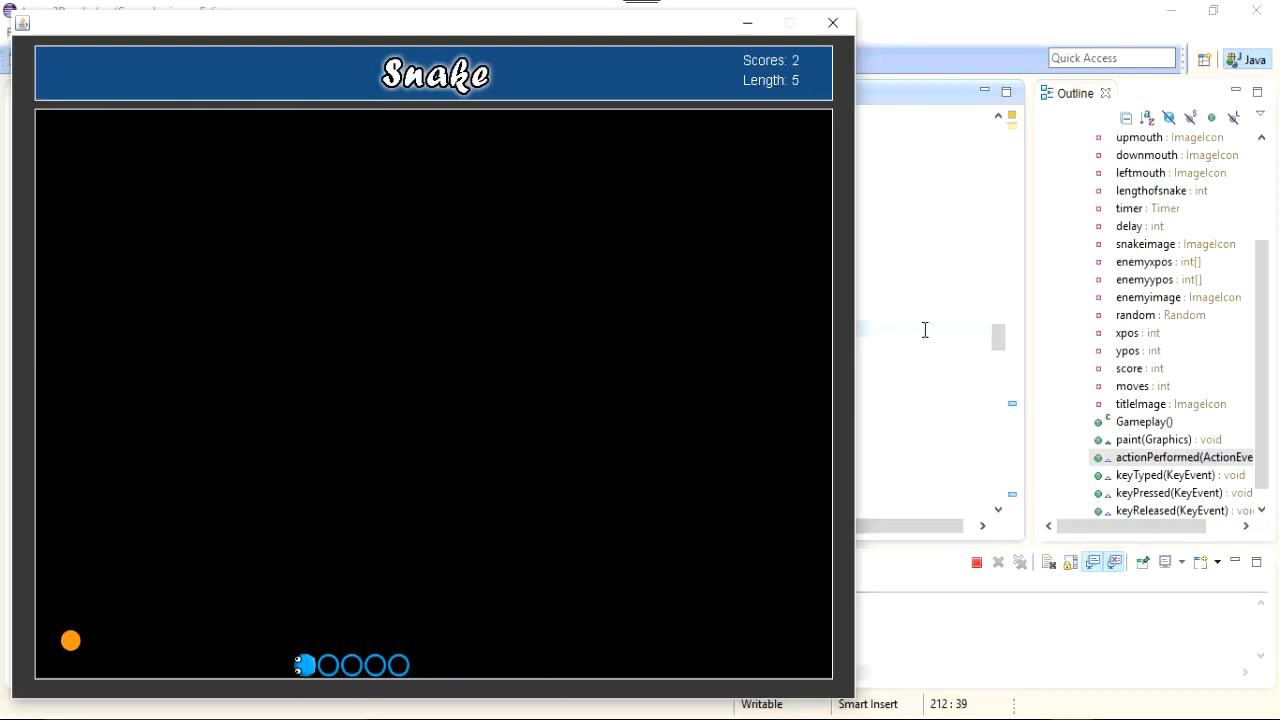 Snake
Scores: 2
Length: 5
Quick Access
Java
Outline
upmouth : ImageIcon
downmouth : ImageIcon
leftmouth : ImageIcon
lengthofsnake : int
timer : Timer
delay : int
snakeimage : ImageIcon
enemyxpos : int[]
enemyypos : int[]
enemyimage : ImageIcon
random : Random
xpos : int
ypos : int
score : int
moves : int
titleImage : ImageIcon
Gameplay()
paint(Graphics) : void
actionPerformed(ActionEve
keyTyped(KeyEvent) : void
keyPressed(KeyEvent) : void
keyReleased(KeyEvent) : voi
Writable
Smart Insert
212 : 39